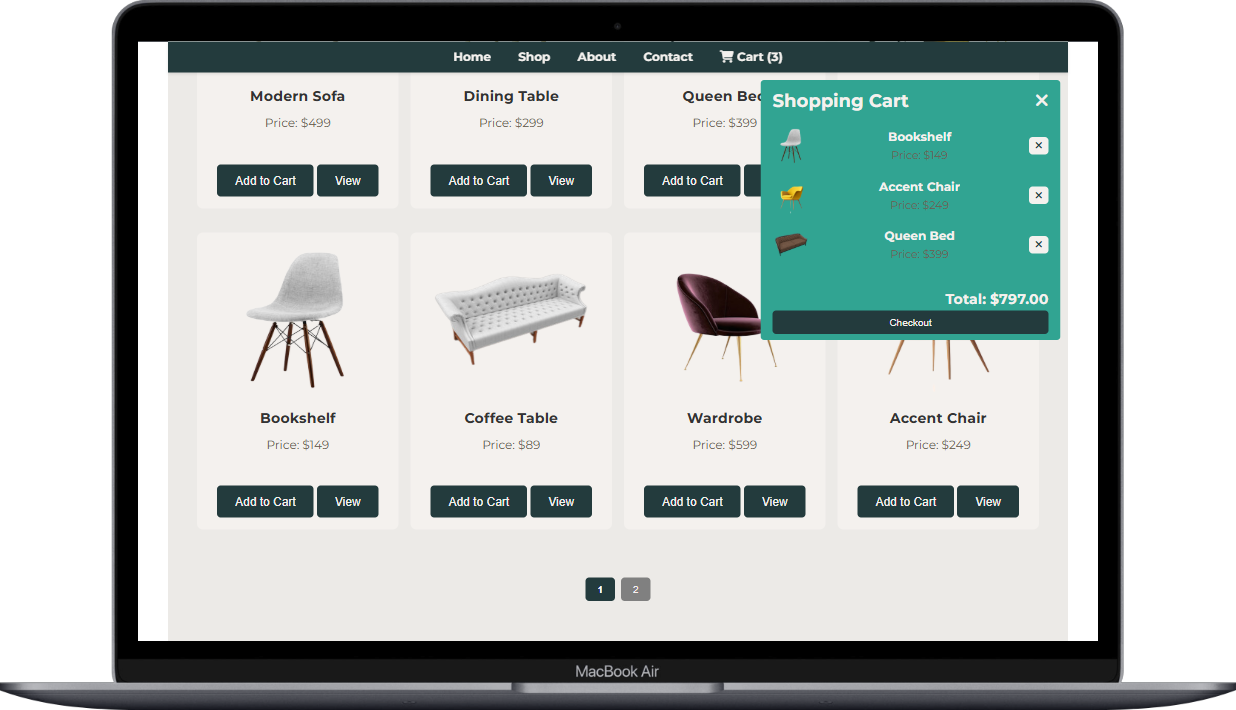 Home Shop About Contact Cart (3)
Modern Sofa
Price: $499
Add to Cart View
Dining Table
Price: $299
Add to Cart View
Queen Bed
Price: $399
Add to Cart
Shopping Cart ×
Bookshelf
Price: $149
×
Accent Chair
Price: $249
×
Queen Bed
Price: $399
×
Total: $797.00
Checkout
Bookshelf
Price: $149
Add to Cart View
Coffee Table
Price: $89
Add to Cart View
Wardrobe
Price: $599
Add to Cart View
Accent Chair
Price: $249
Add to Cart View
1 2
MacBook Air